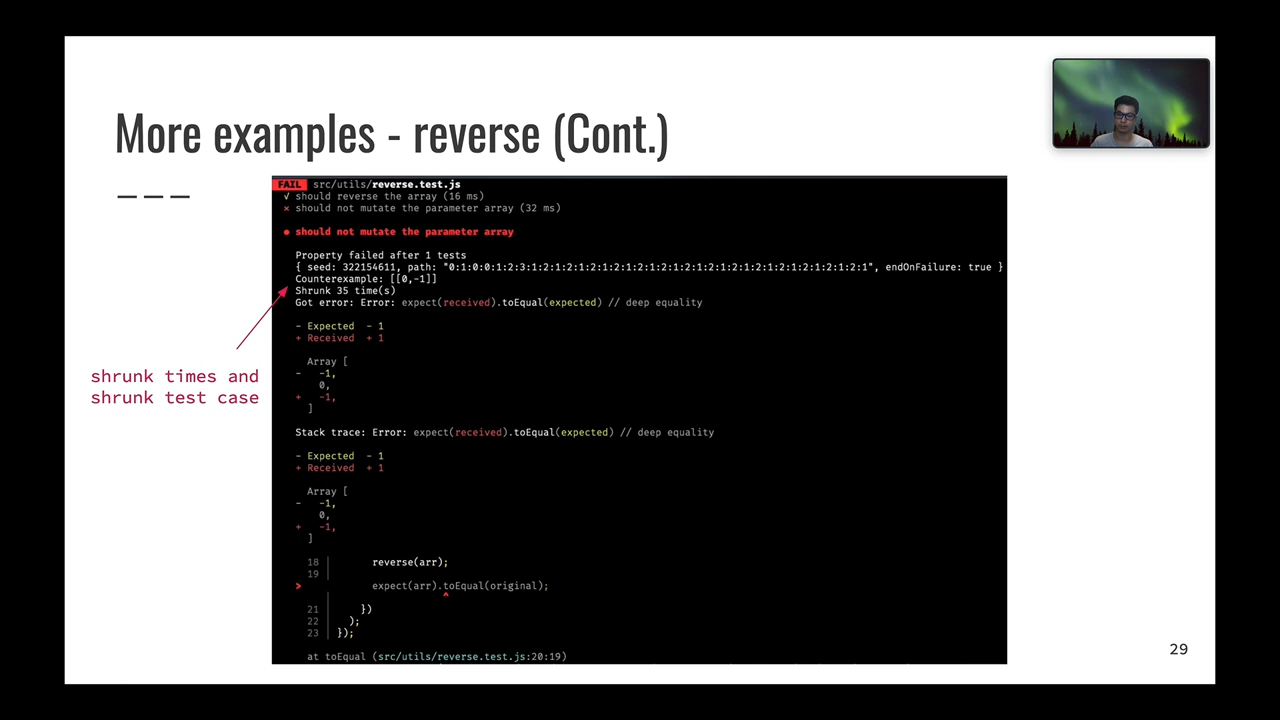 More examples - reverse (Cont.)
FAIL src/utils/reverse.test.js
√ should reverse the array (16 ms)
× should not mutate the parameter array (32 ms)
● should not mutate the parameter array
Property failed after 1 tests
{ seed: 322154611, path: "0:1:0:0:1:2:3:1:2:1:2:1:2:1:2:1:2:1:2:1:2:1:2:1:2:1:2:1:2:1:2:1:2:1:2:1", endOnFailure: true }
Counterexample: [[0,-1]]
Shrunk 35 time(s)
Got error: Error: expect(received).toEqual(expected) // deep equality
- Expected - 1
+ Received + 1
Array [
- -1,
0,
+ -1,
]
shrunk times and
shrunk test case
Stack trace: Error: expect(received).toEqual(expected) // deep equality
- Expected - 1
+ Received + 1
Array [
- -1,
0,
+ -1,
]
18 | reverse(arr);
19 |
> expect(arr).toEqual(original);
| ^
21 | })
22 | );
23 | });
at toEqual (src/utils/reverse.test.js:20:19)
29